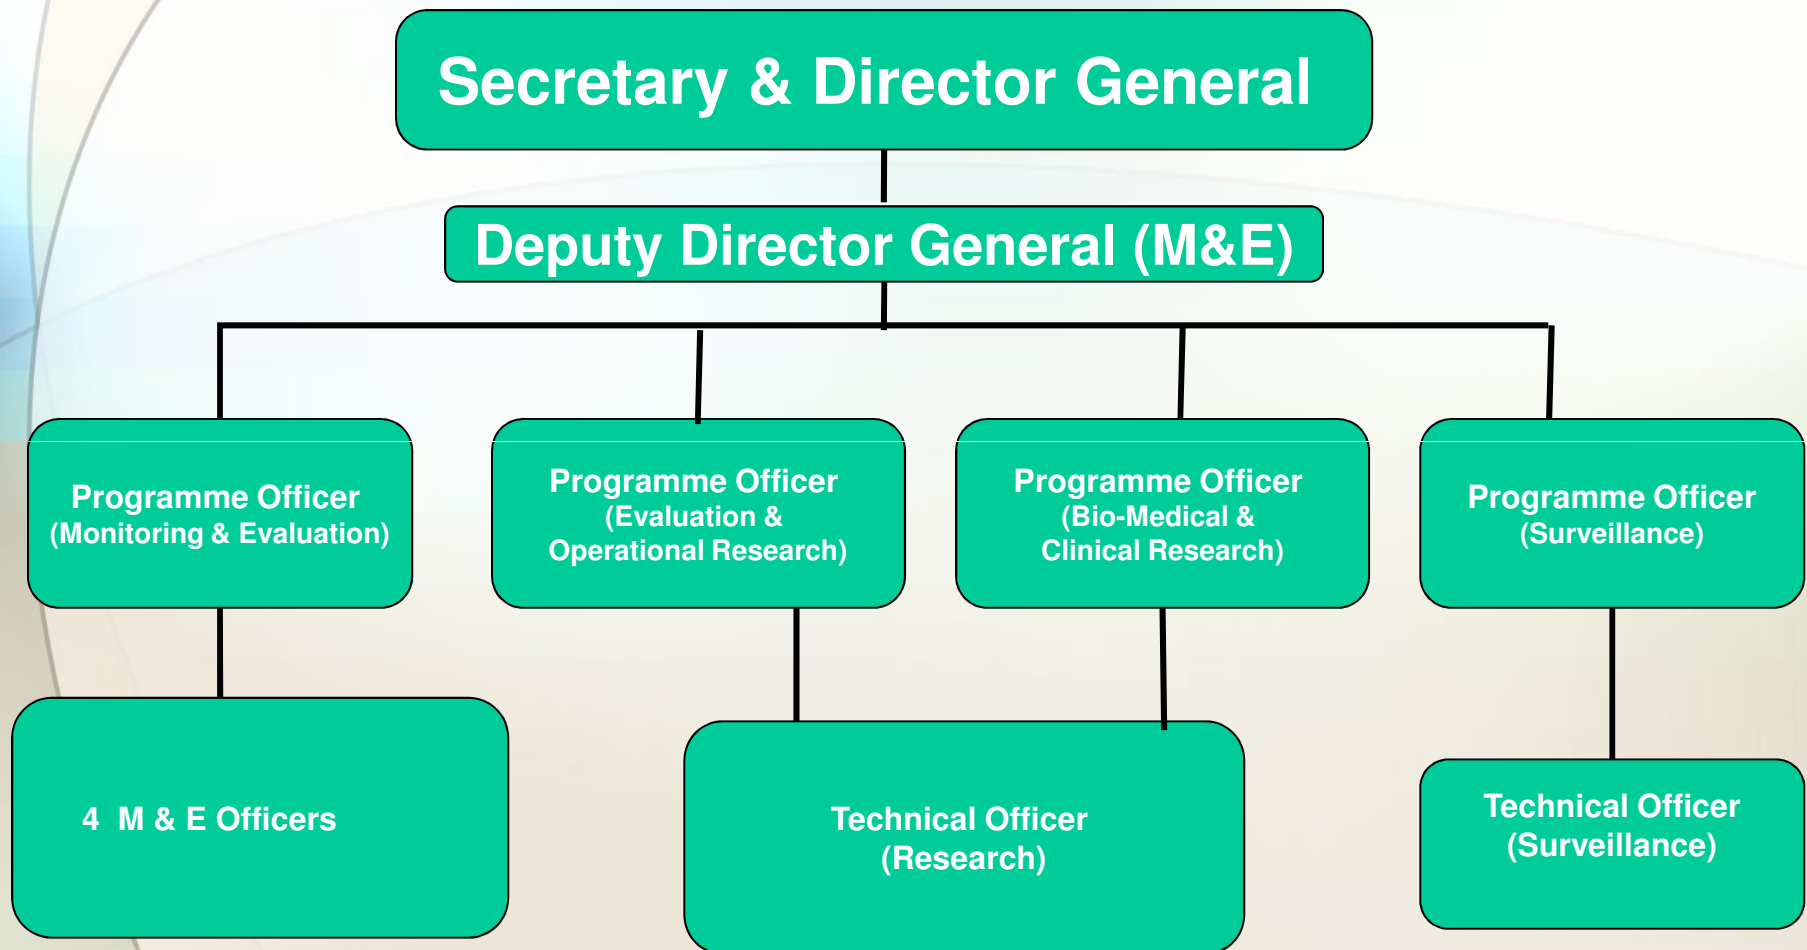 Secretary & Director General
Deputy Director General (M&E)
Programme Officer
(Monitoring & Evaluation)
Programme Officer
(Evaluation &
Operational Research)
Programme Officer
(Bio-Medical &
Clinical Research)
Programme Officer
(Surveillance)
4 M & E Officers
Technical Officer
(Research)
Technical Officer
(Surveillance)